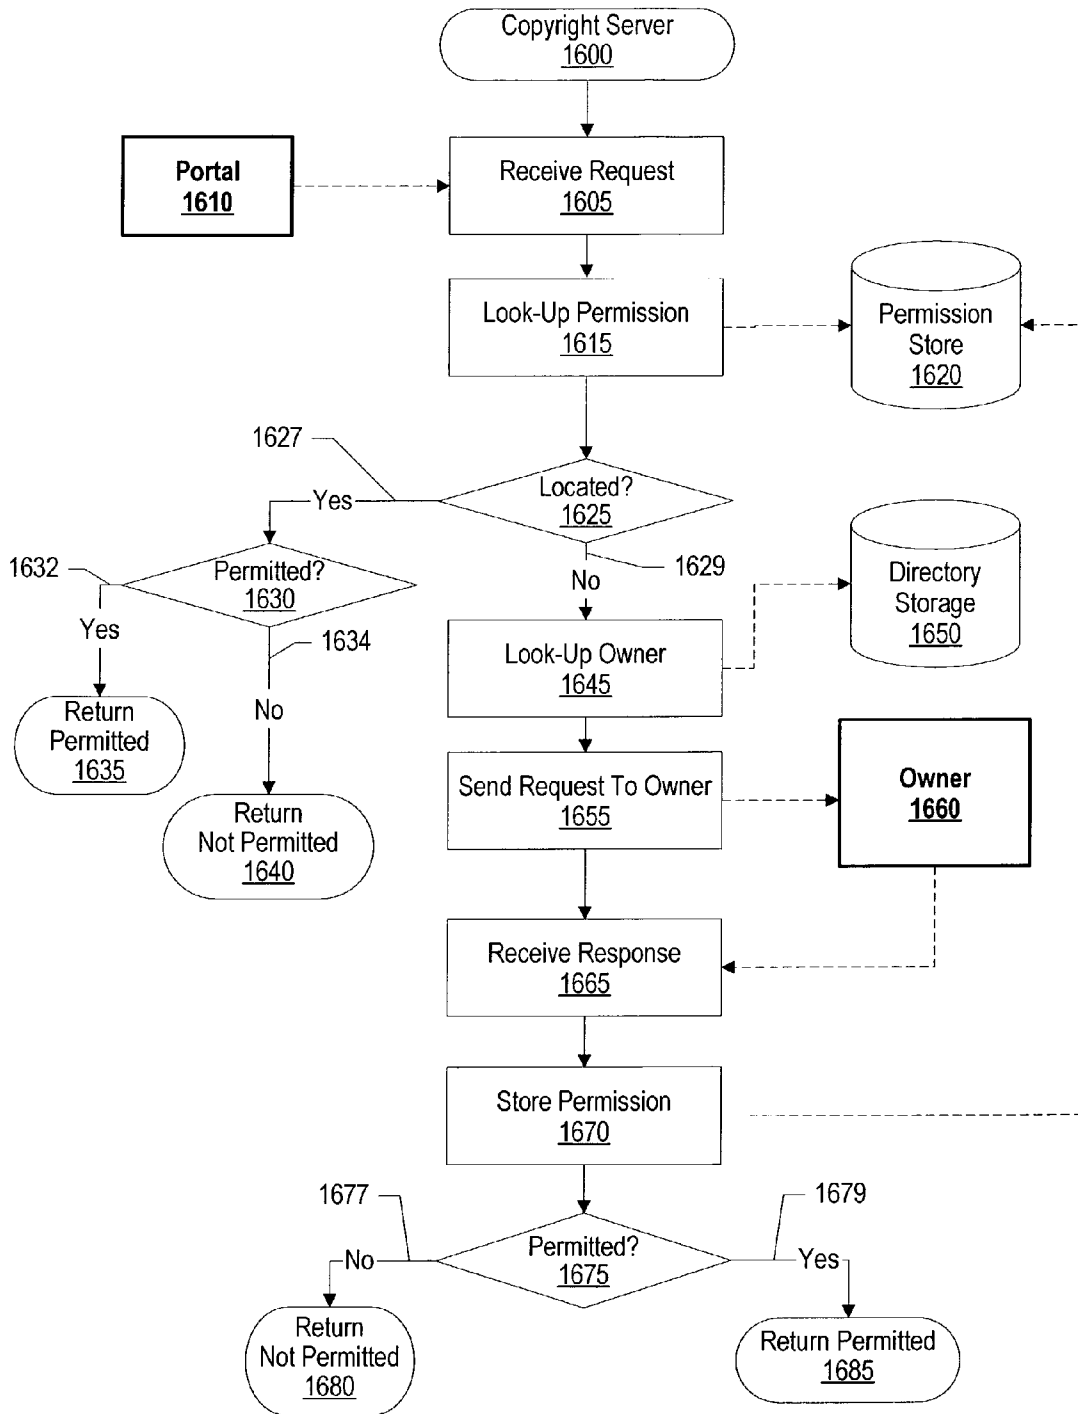 Copyright Server
1600
Portal
1610
Receive Request
1605
Look-Up Permission
1615
Permission
Store
1620
1627
Yes
Located?
1625
1629
No
1632
Permitted?
1630
Yes
1634
No
Directory
Storage
1650
Look-Up Owner
1645
Return
Permitted
1635
Return
Not Permitted
1640
Send Request To Owner
1655
Owner
1660
Receive Response
1665
Store Permission
1670
1677
1679
No
Permitted?
1675
Yes
Return
Not Permitted
1680
Return Permitted
1685